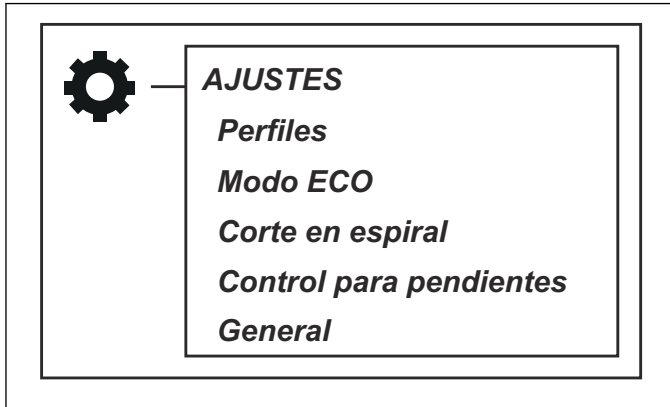 AJUSTES
Perfiles
Modo ECO
Corte en espiral
Control para pendientes
General